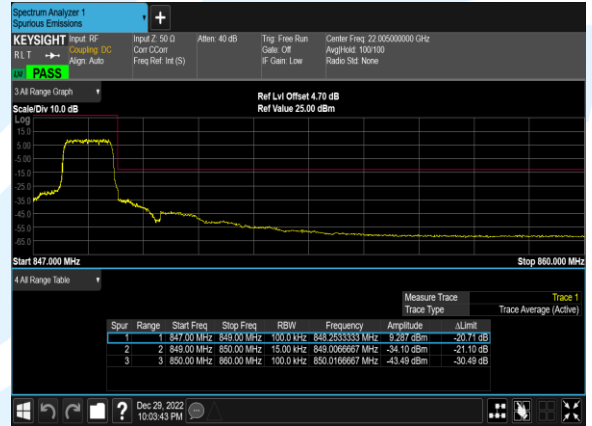 Spectrum Analyzer 1
Spurious Emissions
KEYSIGHT Input: RF Input Z: 50 Ω Atten: 40 dB Trig: Free Run Center Freq: 22.005000000 GHz
R L T Coupling: DC Corr CCorr Gate: Off Avg|Hold: 100/100
Align: Auto Freq Ref: Int (S) IF Gain: Low Radio Std: None
PASS
3 All Range Graph
Ref Lvl Offset 4.70 dB
Scale/Div 10.0 dB Ref Value 25.00 dBm
Log
15.0
5.00
-5.00
-15.0
-25.0
-35.0
-45.0
-55.0
-65.0
Start 847.000 MHz Stop 860.000 MHz
4 All Range Table
Measure Trace Trace 1
Trace Type Trace Average (Active)
Spur Range Start Freq Stop Freq RBW Frequency Amplitude ΔLimit
1 1 847.00 MHz 849.00 MHz 100.0 kHz 848.2533333 MHz 9.287 dBm -20.71 dB
2 2 849.00 MHz 850.00 MHz 15.00 kHz 849.0066667 MHz -34.10 dBm -21.10 dB
3 3 850.00 MHz 860.00 MHz 100.0 kHz 850.0166667 MHz -43.49 dBm -30.49 dB
? Dec 29, 2022
10:03:43 PM